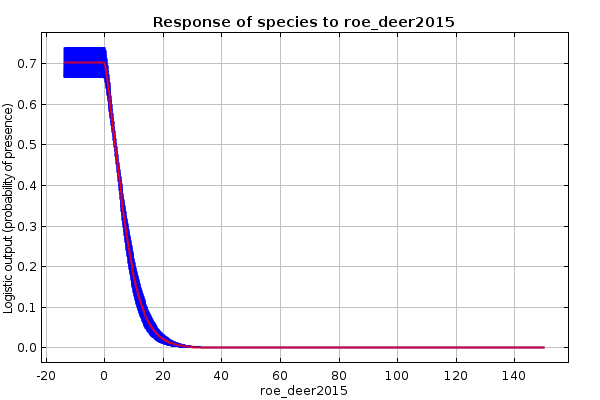 Response of species to roe_deer2015
Logistic output (probability of presence)
0.7
0.6
0.5
0.4
0.3
0.2
0.1
0.0
-20 0 20 40 60 80 100 120 140
roe_deer2015